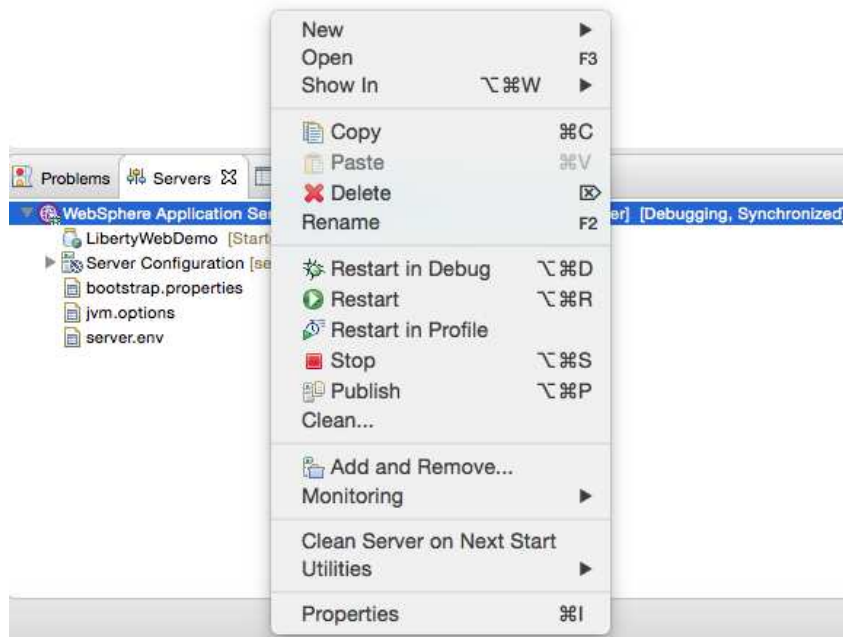 New
Open F3
Show In ⌥⌘W
Copy ⌘C
Paste ⌘V
Delete ⌦
Rename F2
Problems Servers
WebSphere Application Ser er] [Debugging, Synchronized]
LibertyWebDemo [Start
Server Configuration [se
bootstrap.properties
jvm.options
server.env
Restart in Debug ⌥⌘D
Restart ⌥⌘R
Restart in Profile
Stop ⌥⌘S
Publish ⌥⌘P
Clean...
Add and Remove...
Monitoring
Clean Server on Next Start
Utilities
Properties ⌘I